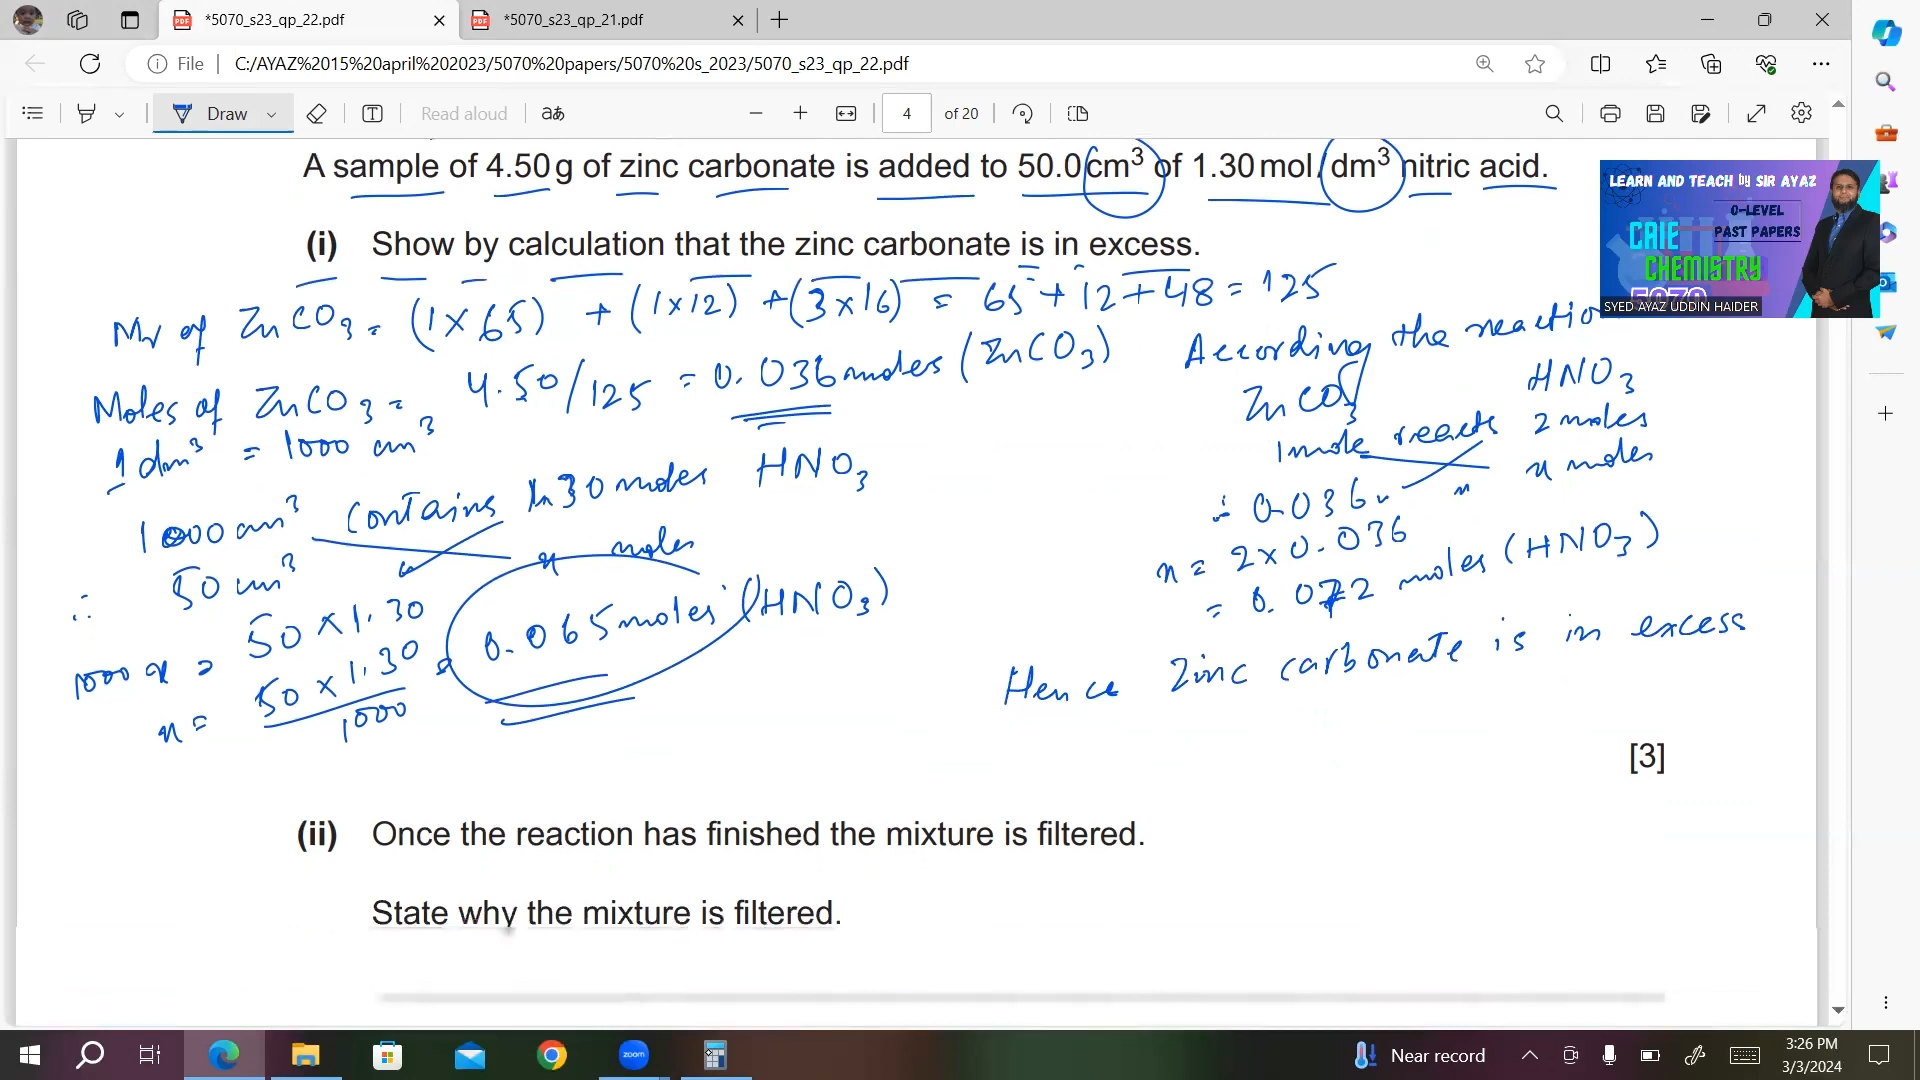 *5070_s23_qp_22.pdf
*5070_s23_qp_21.pdf
File
C:/AYAZ%2015%20april%202023/5070%20papers/5070%20s_2023/5070_s23_qp_22.pdf
Draw
Read aloud
aあ
4 of 20
A sample of 4.50 g of zinc carbonate is added to 50.0 cm³ of 1.30 mol/dm³ nitric acid.
(i) Show by calculation that the zinc carbonate is in excess.
Mr of ZnCO3 = (1 x 65) + (1x12) + (3x16) = 65 + 12 + 48 = 125
Moles of ZnCO3 = 4.50/125 = 0.036 moles (ZnCO3)
1 dm³ = 1000 cm³
1000 cm³ contains 1.30 moles HNO3
∴ 50 cm³ x moles
1000 x = 50 x 1.30
x = 50 x 1.30
1000
= 0.065 moles (HNO3)
According the reaction
ZnCO3 HNO3
1 mole reacts 2 moles
∴ 0.036 x moles
x = 2 x 0.036
= 0.072 moles (HNO3)
Hence Zinc carbonate is in excess
[3]
(ii) Once the reaction has finished the mixture is filtered.
State why the mixture is filtered.
LEARN AND TEACH by SIR AYAZ
O-LEVEL
PAST PAPERS
CAIE
CHEMISTRY
5070
SYED AYAZ UDDIN HAIDER
zoom
Near record
3:26 PM
3/3/2024